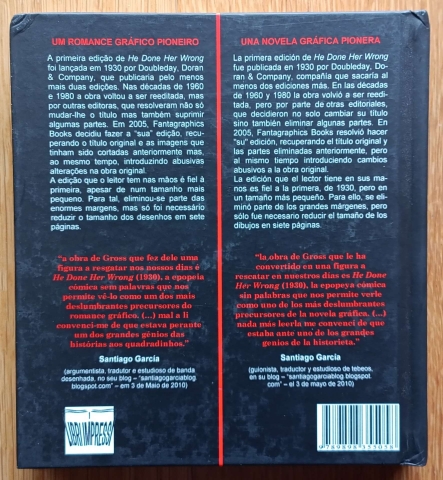 UM ROMANCE GRÁFICO PIONEIRO
A primeira edição de He Done Her Wrong
foi lançada em 1930 por Doubleday, Doran
& Company, que publicaria pelo menos
mais duas edições. Nas décadas de 1960
e 1980 a obra voltou a ser reeditada, mas
por outras editoras, que resolveram não só
mudar-lhe o título mas também suprimir
algumas partes. Em 2005, Fantagraphics
Books decidiu fazer a "sua" edição, recu-
perando o título original e as imagens que
tinham sido cortadas anteriormente mas,
ao mesmo tempo, introduzindo abusivas
alterações na obra original.
A edição que o leitor tem nas mãos é fiel à
primeira, apesar de num tamanho mais
pequeno. Para tal, eliminou-se parte das
enormes margens, mas só foi necessário
reduzir o tamanho dos desenhos em sete
páginas.
"a obra de Gross que fez dele uma
figura a resgatar nos nossos dias é
He Done Her Wrong (1930), a epopeia
cómica sem palavras que nos
permite vê-lo como um dos mais
deslumbrantes precursores do
romance gráfico. (...) mal a li
convenci-me de que estava perante
um dos grandes génios das
histórias aos quadradinhos."
Santiago García
(argumentista, tradutor e estudioso de banda
desenhada, no seu blog – "santiagogarciablog
blogspot.com" – em 3 de Maio de 2010)
LIBRI IMPRESSI
UNA NOVELA GRÁFICA PIONERA
La primera edición de He Done Her Wrong
fue publicada en 1930 por Doubleday, Do-
ran & Company, compañía que sacaría al
menos dos ediciones más. En las décadas
de 1960 y 1980 la obra volvió a ser reedi-
tada, pero por parte de otras editoriales,
que decidieron no solo cambiar su título
sino también eliminar algunas partes. En
2005, Fantagraphics Books resolvió hacer
"su" edición, recuperando el título original y
las partes eliminadas anteriormente, pero
al mismo tiempo introduciendo cambios
abusivos a la obra original.
La edición que el lector tiene en sus ma-
nos es fiel a la primera, de 1930, pero en
un tamaño más pequeño. Para ello, se eli-
minó parte de los grandes márgenes, pero
sólo fue necesario reducir el tamaño de los
dibujos en siete páginas.
"la obra de Gross que le ha
convertido en una figura a
rescatar en nuestros días es He Done
Her Wrong (1930), la epopeya cómica
sin palabras que nos permite verle
como uno de los más deslumbrantes
precursores de la novela gráfica. (...)
nada más leerla me convencí de que
estaba ante uno de los grandes
genios de la historieta."
Santiago García
(guionista, traductor y estudioso de tebeos,
en su blog – "santiagogarciablog.blogspot.
com" – el 3 de mayo de 2010)